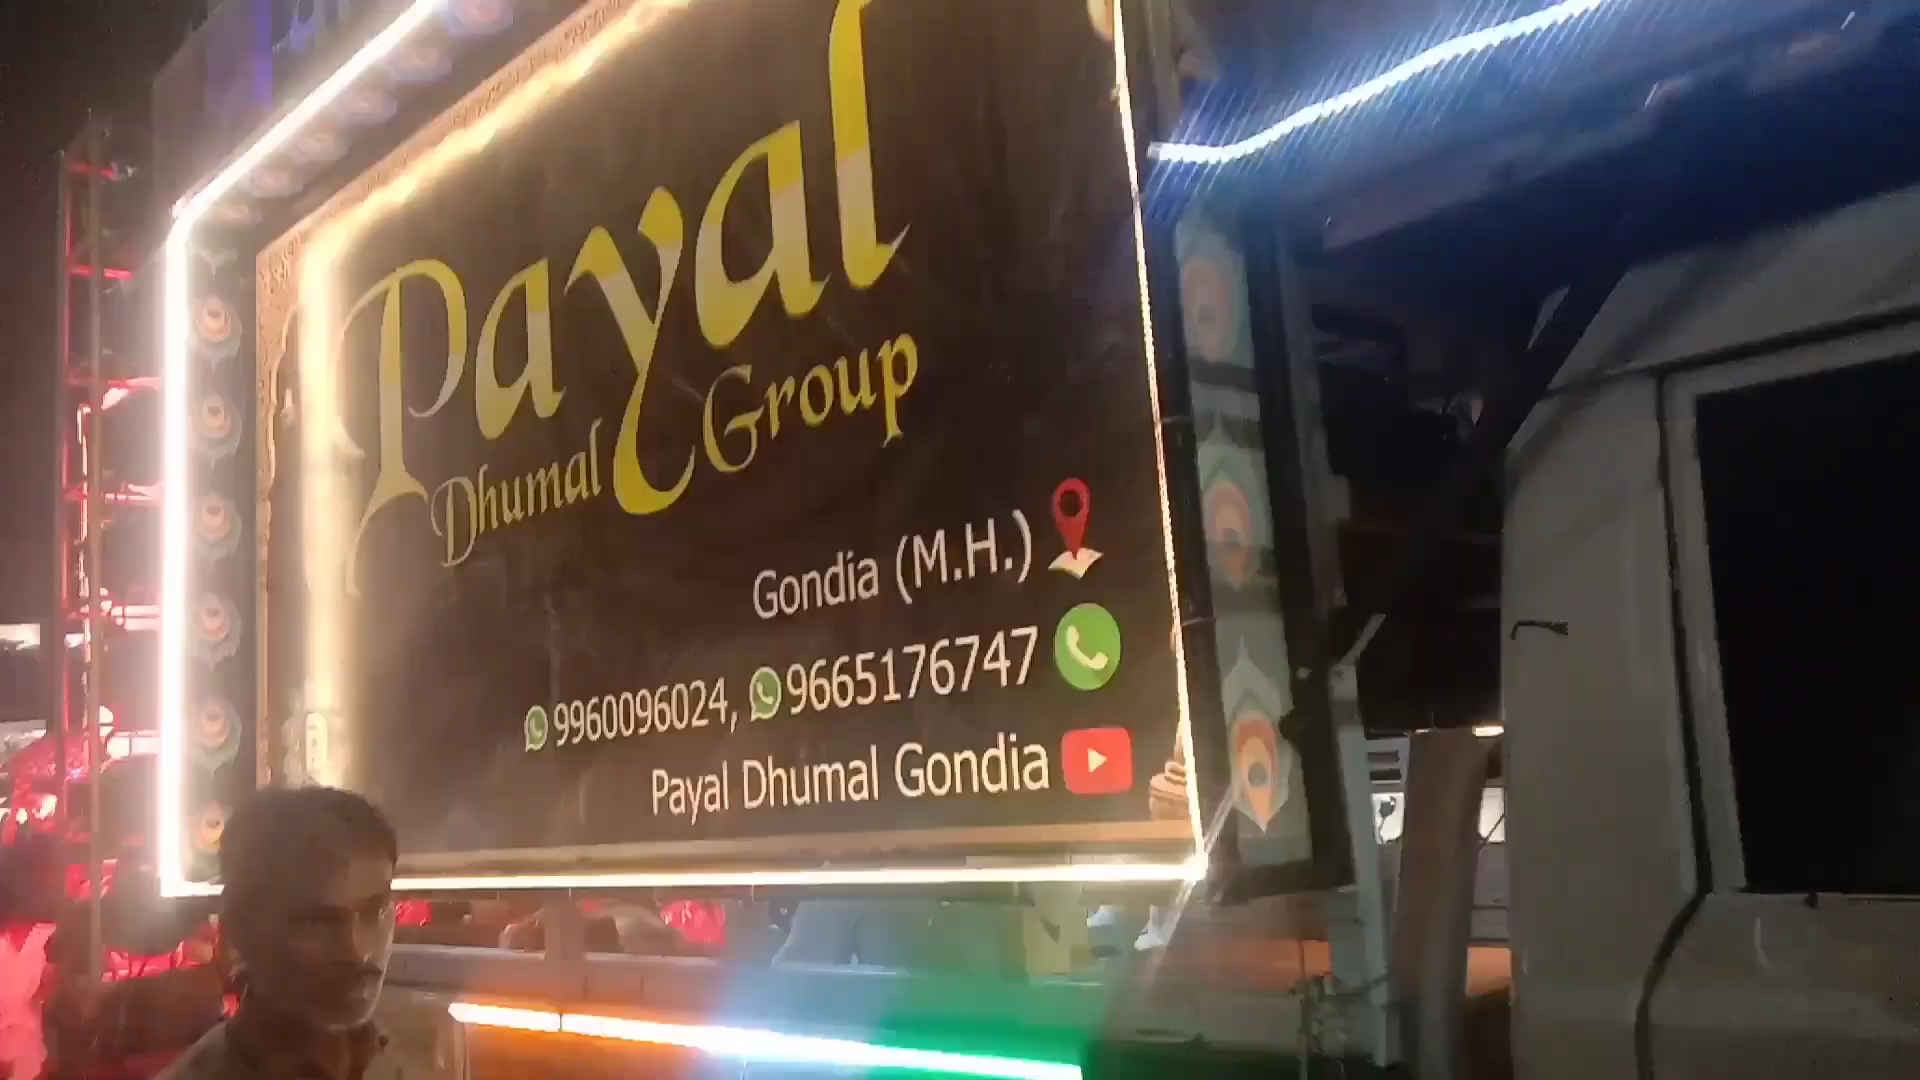 Payal
Dhumal Group
Gondia (M.H.)
9960096024, 9665176747
Payal Dhumal Gondia